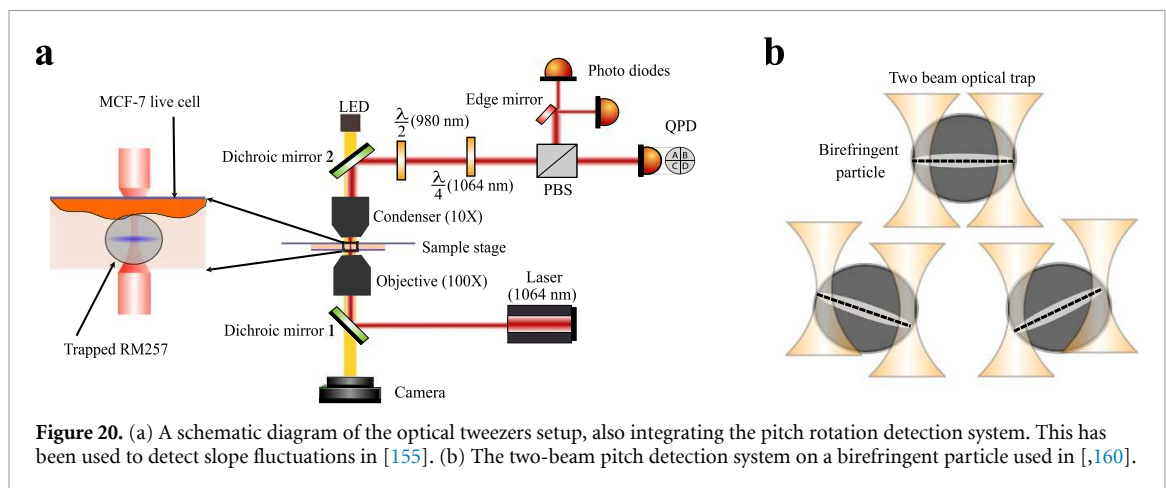 a
b
MCF-7 live cell
Trapped RM257
LED
Dichroic mirror 2
λ/2 (980 nm)
λ/4 (1064 nm)
Edge mirror
Photo diodes
QPD
A B
C D
PBS
Condenser (10X)
Sample stage
Objective (100X)
Laser
(1064 nm)
Dichroic mirror 1
Camera
Two beam optical trap
Birefringent
particle
Figure 20. (a) A schematic diagram of the optical tweezers setup, also integrating the pitch rotation detection system. This has
been used to detect slope fluctuations in [155]. (b) The two-beam pitch detection system on a birefringent particle used in [,160].